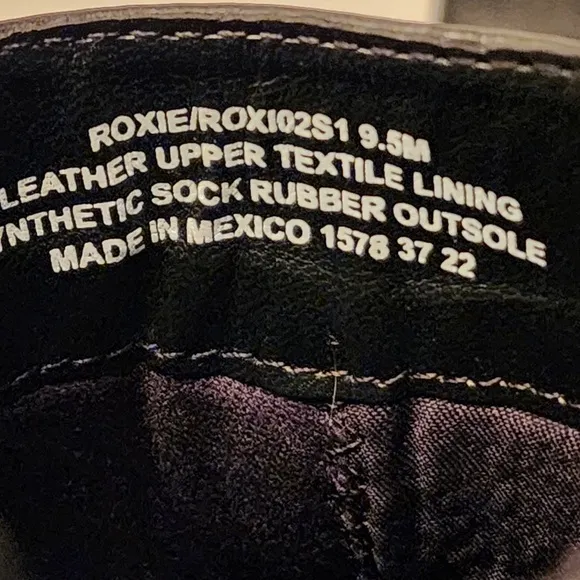 ROXIE/ROXI02S1 9.5M
LEATHER UPPER TEXTILE LINING
YNTHETIC SOCK RUBBER OUTSOLE
MADE IN MEXICO 1578 37 22